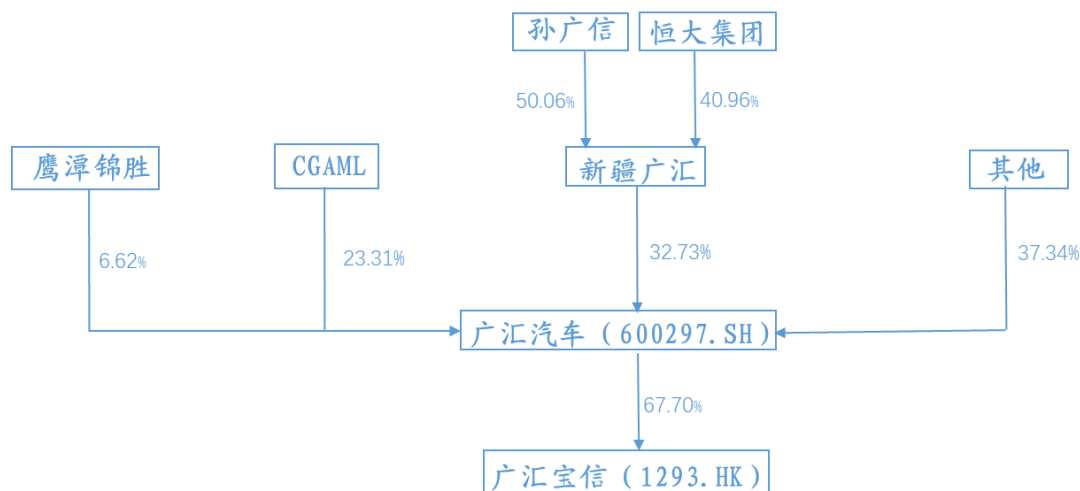 孙广信
恒大集团
50.06%
40.96%
鹰潭锦胜
CGAML
新疆广汇
其他
6.62%
23.31%
32.73%
37.34%
广汇汽车（600297.SH）
67.70%
广汇宝信（1293.HK）